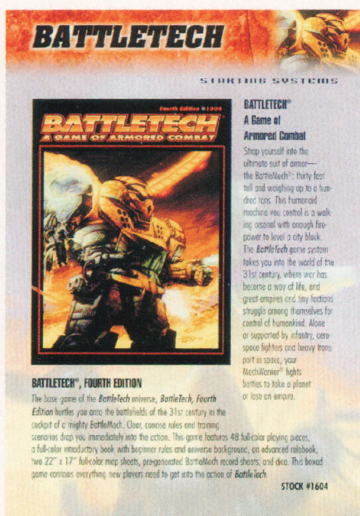 BATTLETECH
STARTING SYSTEMS
Fourth Edition #1604
BATTLETECH
A GAME OF ARMORED COMBAT
BATTLETECH®
A Game of
Armored Combat
Strap yourself into the
ultimate suit of armor—
the BattleMech®: thirty feet
tall and weighing up to a hun-
dred tons. This humanoid
machine you control is a walk-
ing arsenal with enough fire-
power to level a city block.
The BattleTech game system
takes you into the world of the
31st century, where war has
become a way of life, and
great empires and tiny factions
struggle among themselves for
control of humankind. Alone
or supported by infantry, aero-
space fighters and heavy trans
port in space, your
MechWarrior® fights
battles to take a planet
or lose an empire.
BATTLETECH®, FOURTH EDITION
The base game of the BattleTech universe, BattleTech, Fourth
Edition hurtles you onto the battlefields of the 31st century in the
cockpit of a mighty BattleMech. Clear, concise rules and training
scenarios drop you immediately into the action. This game features 48 full-color playing pieces,
a full-color introductory book with beginner rules and universe background, an advanced rulebook,
two 22" x 17" full-color map sheets, pre-generated BattleMech record sheets, and dice. This boxed
game contains everything new players need to get into the action of BattleTech.
STOCK #1604